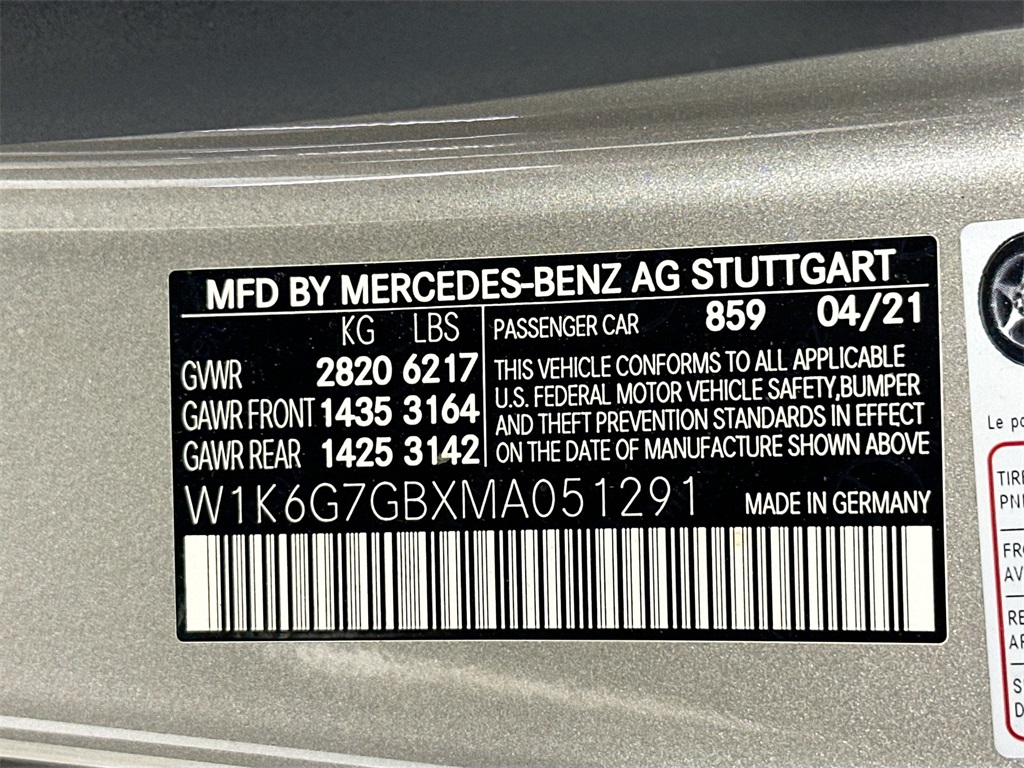 MFD BY MERCEDES-BENZ AG STUTTGART
KG LBS
GVWR 2820 6217
GAWR FRONT 1435 3164
GAWR REAR 1425 3142
PASSENGER CAR 859 04/21
THIS VEHICLE CONFORMS TO ALL APPLICABLE
U.S. FEDERAL MOTOR VEHICLE SAFETY,BUMPER
AND THEFT PREVENTION STANDARDS IN EFFECT
ON THE DATE OF MANUFACTURE SHOWN ABOVE
W1K6G7GBXMA051291 MADE IN GERMANY
Le
TIRE